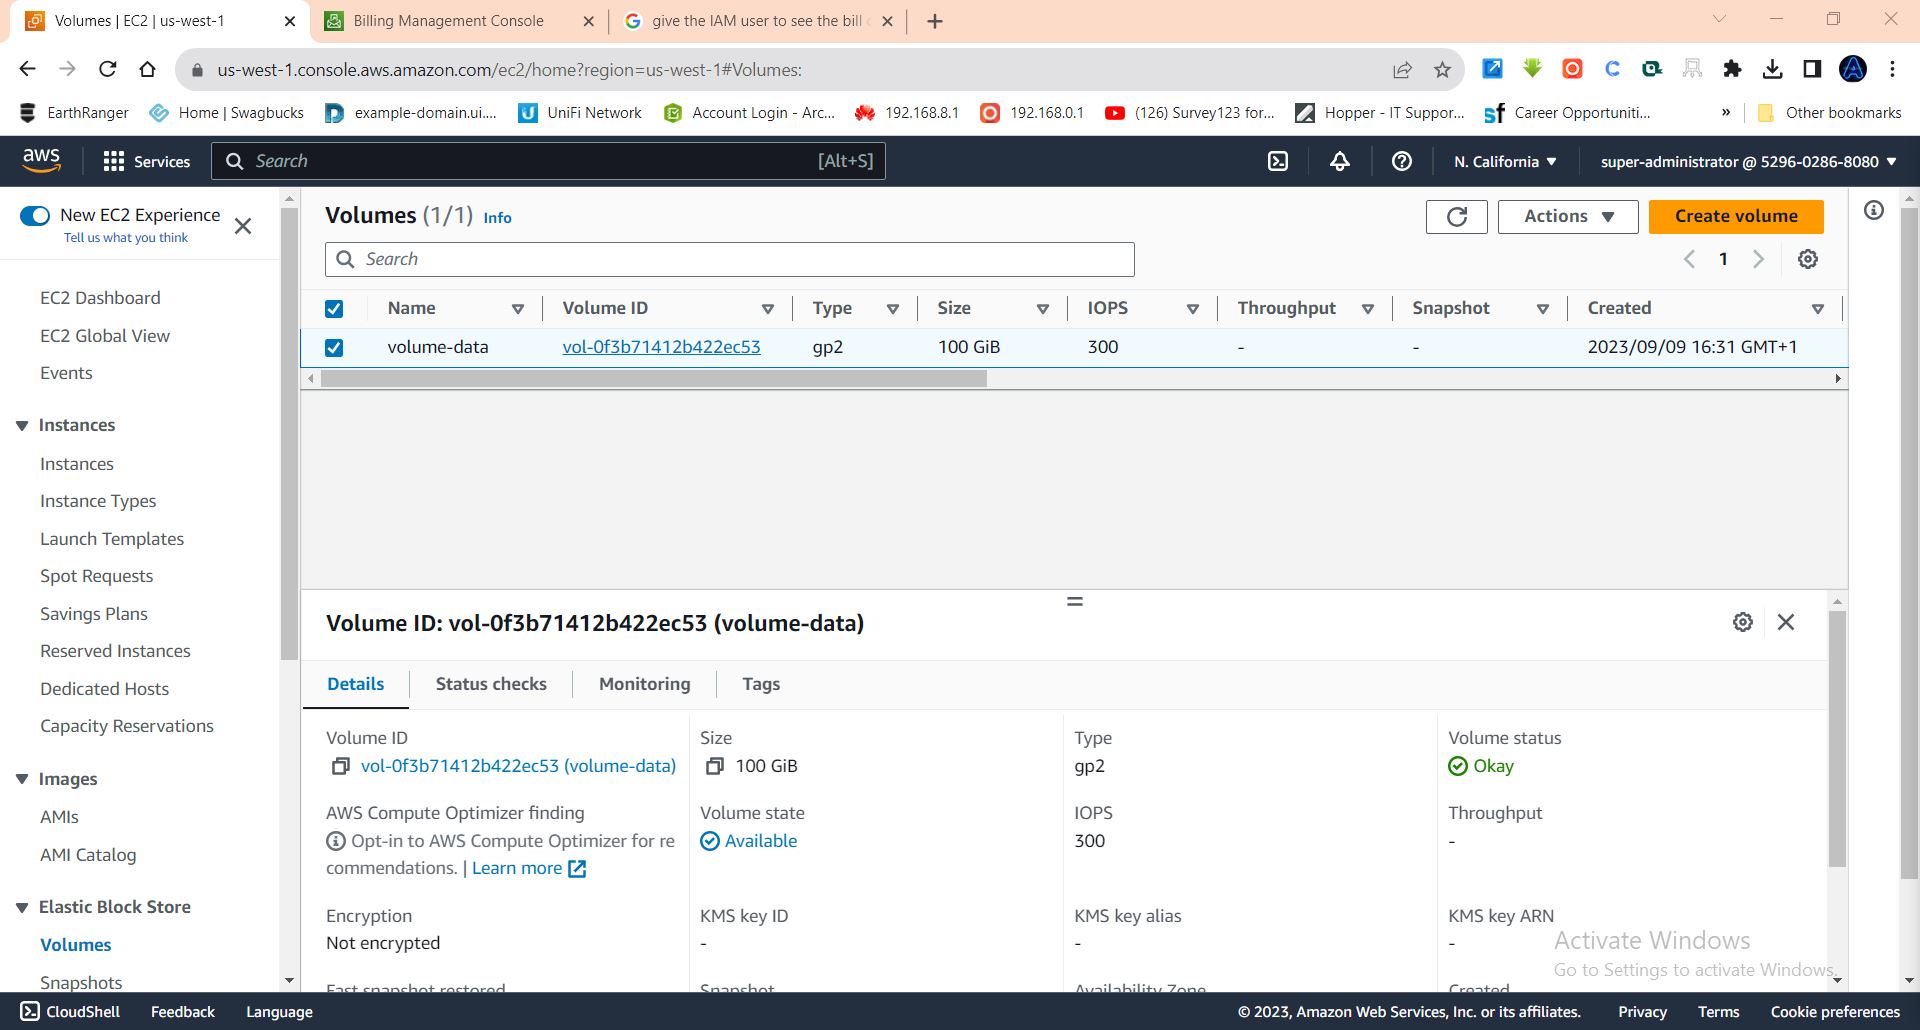 Volumes | EC2 | us-west-1
Billing Management Console
give the IAM user to see the bill
us-west-1.console.aws.amazon.com/ec2/home?region=us-west-1#Volumes:
EarthRanger
Home | Swagbucks
example-domain.ui....
UniFi Network
Account Login - Arc...
192.168.8.1
192.168.0.1
(126) Survey123 for...
Hopper - IT Suppor...
Career Opportuniti...
»
Other bookmarks
aws
Services
Search
[Alt+S]
N. California
super-administrator @ 5296-0286-8080
New EC2 Experience
Tell us what you think
EC2 Dashboard
EC2 Global View
Events
Instances
Instances
Instance Types
Launch Templates
Spot Requests
Savings Plans
Reserved Instances
Dedicated Hosts
Capacity Reservations
Images
AMIs
AMI Catalog
Elastic Block Store
Volumes
Snapshots
Volumes (1/1) Info
Actions
Create volume
Search
1
Name Volume ID Type Size IOPS Throughput Snapshot Created
volume-data vol-0f3b71412b422ec53 gp2 100 GiB 300 - - 2023/09/09 16:31 GMT+1
Volume ID: vol-0f3b71412b422ec53 (volume-data)
Details
Status checks
Monitoring
Tags
Volume ID
vol-0f3b71412b422ec53 (volume-data)
Size
100 GiB
Type
gp2
Volume status
Okay
AWS Compute Optimizer finding
Opt-in to AWS Compute Optimizer for re
commendations. | Learn more
Volume state
Available
IOPS
300
Throughput
-
Encryption
Not encrypted
KMS key ID
-
KMS key alias
-
KMS key ARN
-
Fast snapshot restored
Snapshot
Availability Zone
Created
Activate Windows
Go to Settings to activate Windows.
CloudShell
Feedback
Language
© 2023, Amazon Web Services, Inc. or its affiliates.
Privacy
Terms
Cookie preferences